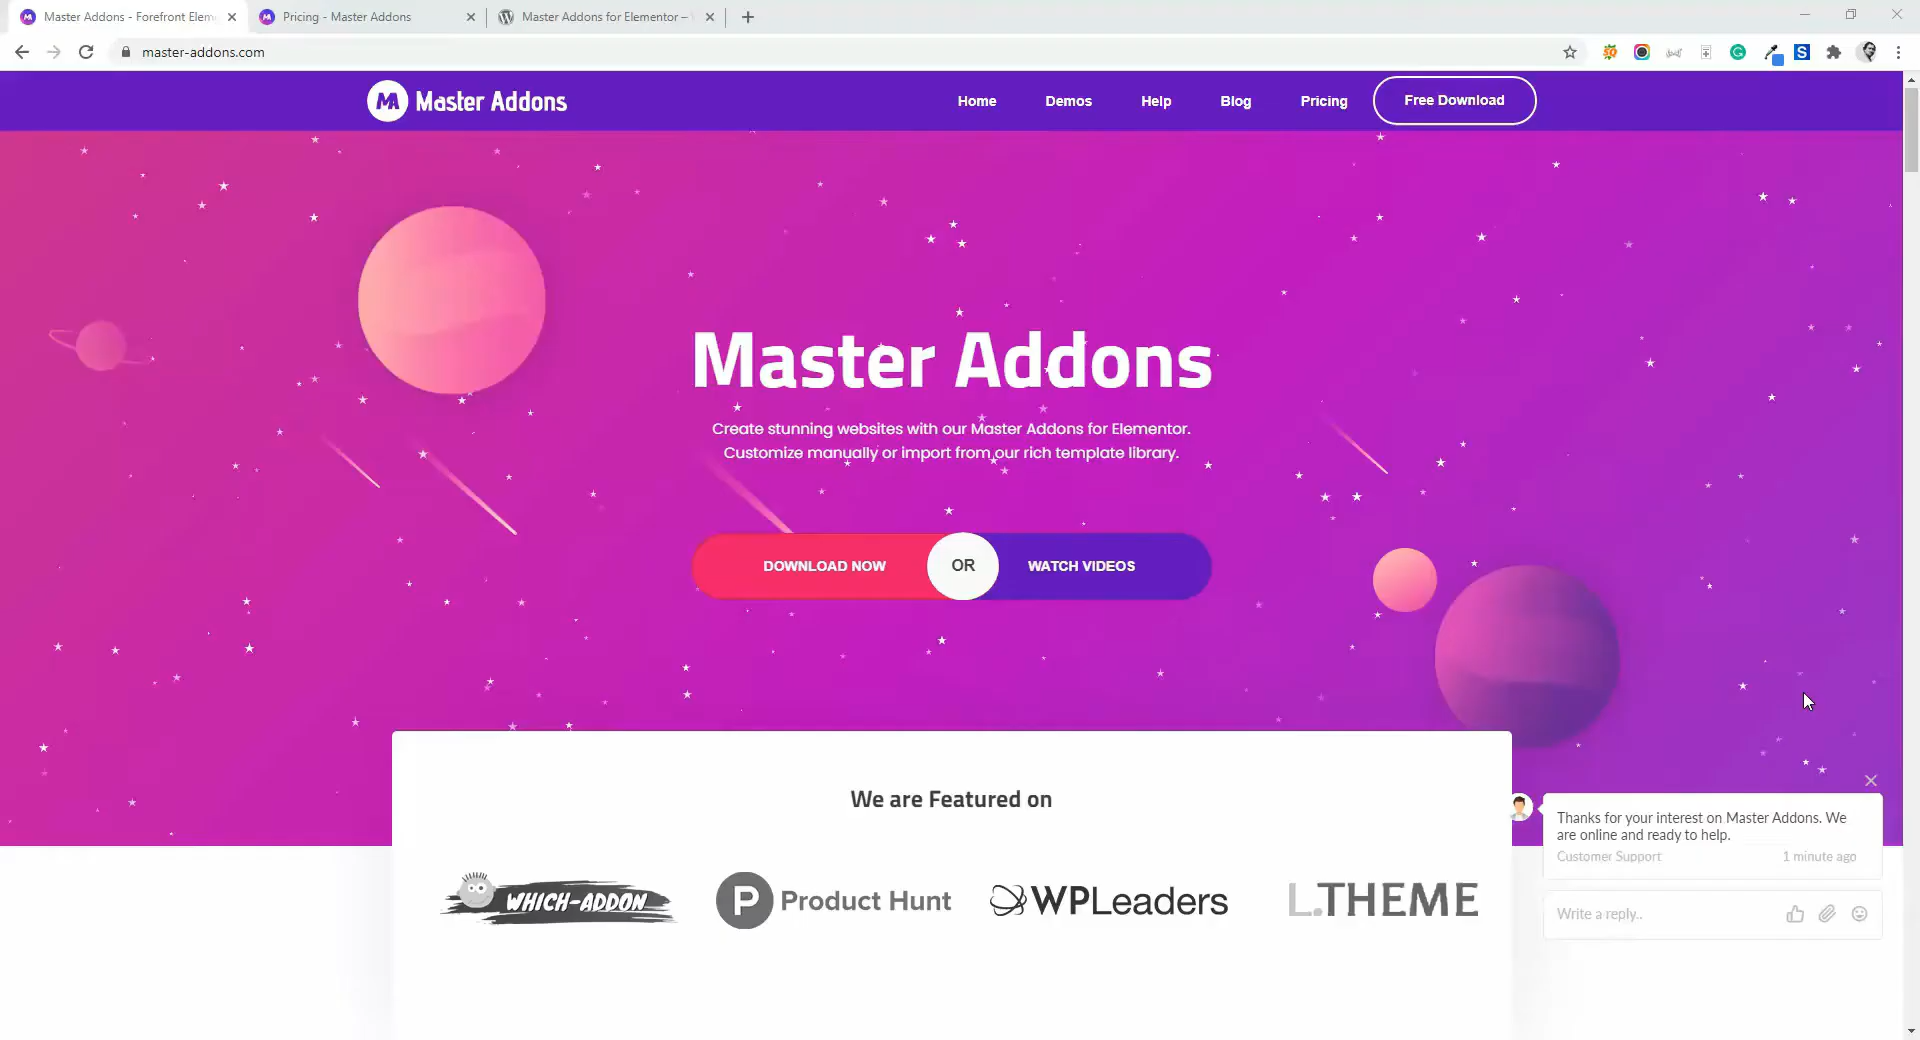 Master Addons - Forefront Elem
Pricing - Master Addons
Master Addons for Elementor –
master-addons.com
MA Master Addons
Home
Demos
Help
Blog
Pricing
Free Download
Master Addons
Create stunning websites with our Master Addons for Elementor.
Customize manually or import from our rich template library.
DOWNLOAD NOW
OR
WATCH VIDEOS
We are Featured on
WHICH-ADDON
P Product Hunt
WPLeaders
L.THEME
Thanks for your interest on Master Addons. We
are online and ready to help.
Customer Support
1 minute ago
Write a reply..